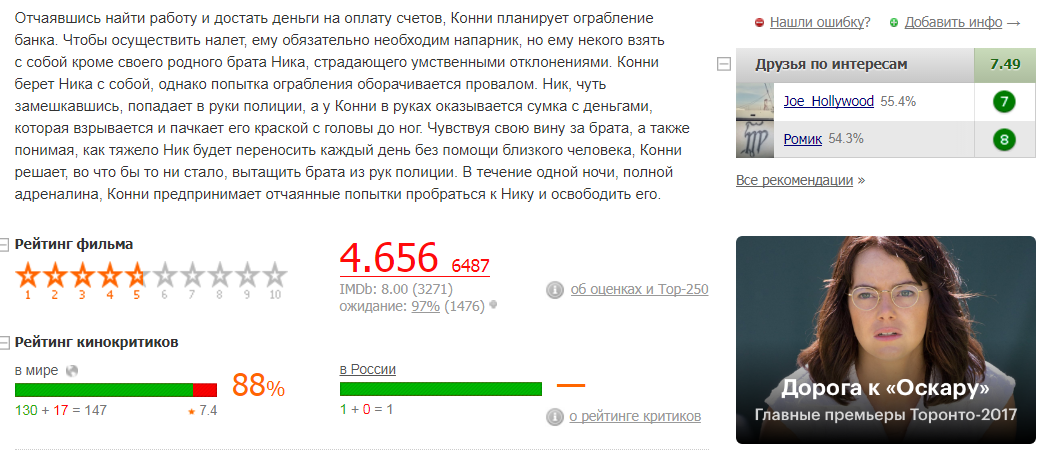 Отчаявшись найти работу и достать деньги на оплату счетов, Конни планирует ограбление
банка. Чтобы осуществить налет, ему обязательно необходим напарник, но ему некого взять
с собой кроме своего родного брата Ника, страдающего умственными отклонениями. Конни
берет Ника с собой, однако попытка ограбления оборачивается провалом. Ник, чуть
замешкавшись, попадает в руки полиции, а у Конни в руках оказывается сумка с деньгами,
которая взрывается и пачкает его краской с головы до ног. Чувствуя свою вину за брата, а также
понимая, как тяжело Ник будет переносить каждый день без помощи близкого человека, Конни
решает, во что бы то ни стало, вытащить брата из рук полиции. В течение одной ночи, полной
адреналина, Конни предпринимает отчаянные попытки пробраться к Нику и освободить его.
Рейтинг фильма
1 2 3 4 5 6 7 8 9 10
4.656 6487
IMDb: 8.00 (3271)
ожидание: 97% (1476)
об оценках и Top-250
Рейтинг кинокритиков
в мире
88%
130 + 17 = 147
7.4
в России
—
1 + 0 = 1
о рейтинге критиков
Нашли ошибку? Добавить инфо →
Друзья по интересам 7.49
Joe_Hollywood 55.4% 7
Ромик 54.3% 8
Все рекомендации »
Дорога к «Оскару»
Главные премьеры Торонто-2017